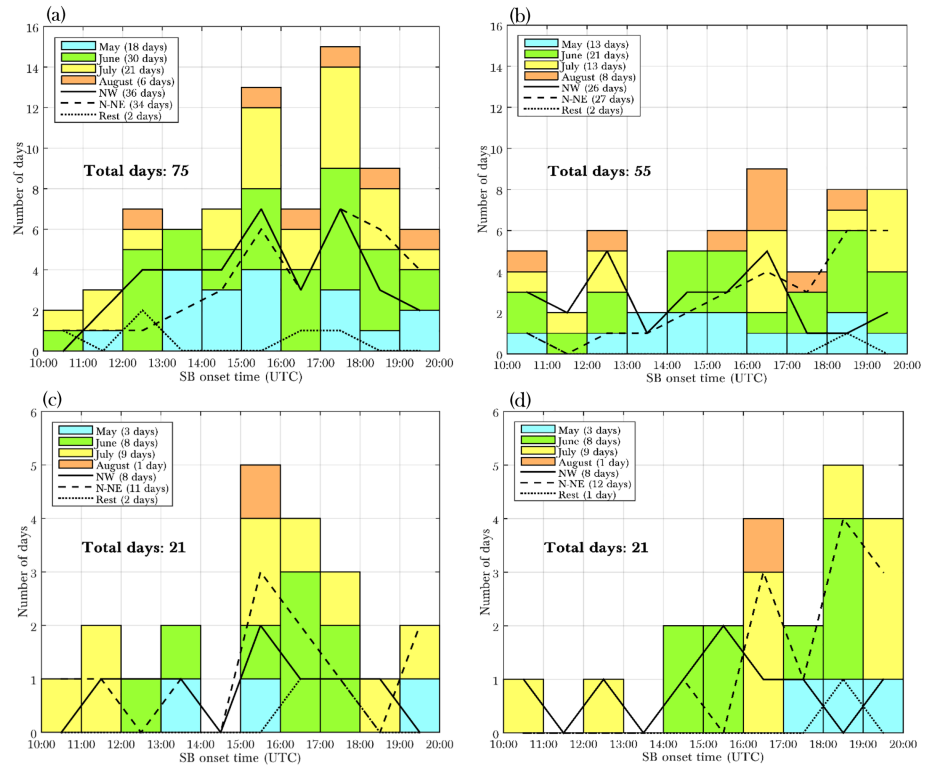 (a)
16
14
12
10
8
6
4
2
0
Number of days
May (18 days)
June (30 days)
July (21 days)
August (6 days)
NW (36 days)
N-NE (34 days)
Rest (2 days)
Total days: 75
10:00 11:00 12:00 13:00 14:00 15:00 16:00 17:00 18:00 19:00 20:00
SB onset time (UTC)
(b)
16
14
12
10
8
6
4
2
0
Number of days
May (13 days)
June (21 days)
July (13 days)
August (8 days)
NW (26 days)
N-NE (27 days)
Rest (2 days)
Total days: 55
10:00 11:00 12:00 13:00 14:00 15:00 16:00 17:00 18:00 19:00 20:00
SB onset time (UTC)
(c)
6
5
4
3
2
1
0
Number of days
May (3 days)
June (8 days)
July (9 days)
August (1 day)
NW (8 days)
N-NE (11 days)
Rest (2 days)
Total days: 21
10:00 11:00 12:00 13:00 14:00 15:00 16:00 17:00 18:00 19:00 20:00
SB onset time (UTC)
(d)
6
5
4
3
2
1
0
Number of days
May (3 days)
June (8 days)
July (9 days)
August (1 day)
NW (8 days)
N-NE (12 days)
Rest (1 day)
Total days: 21
10:00 11:00 12:00 13:00 14:00 15:00 16:00 17:00 18:00 19:00 20:00
SB onset time (UTC)